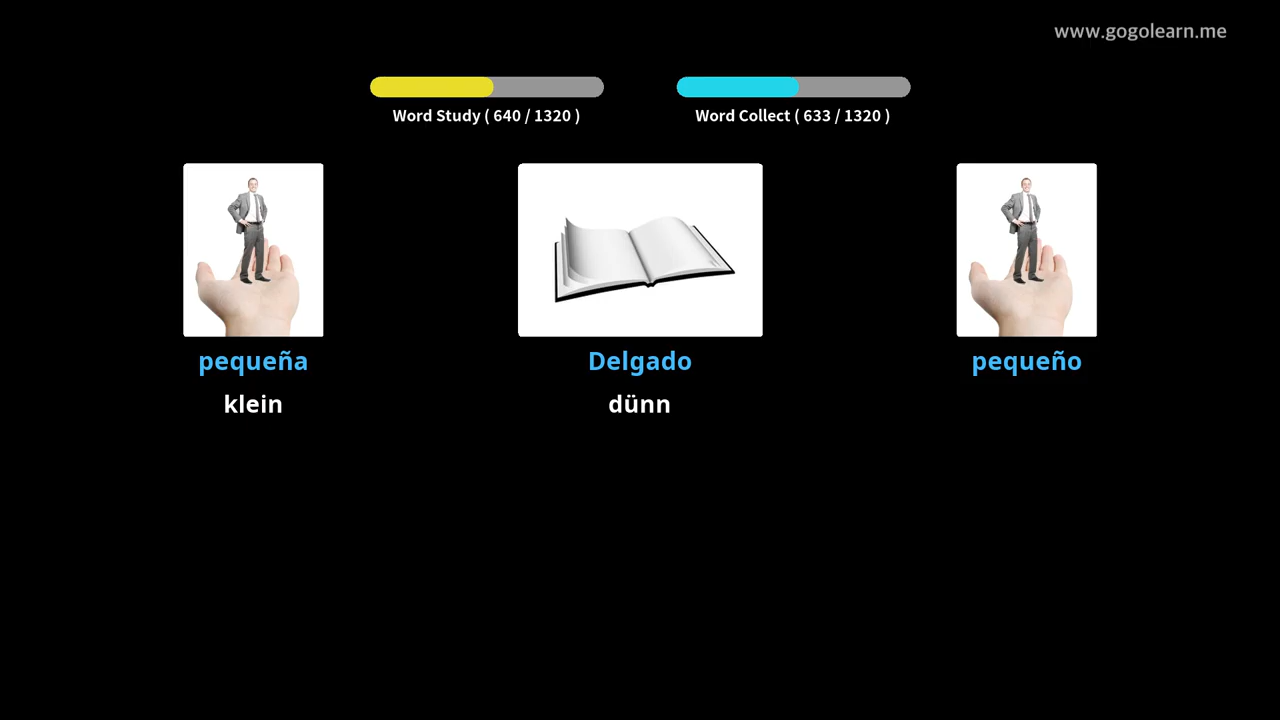 www.gogolearn.me
Word Study ( 640 / 1320 )
Word Collect ( 633 / 1320 )
pequeña
Delgado
pequeño
klein
dünn